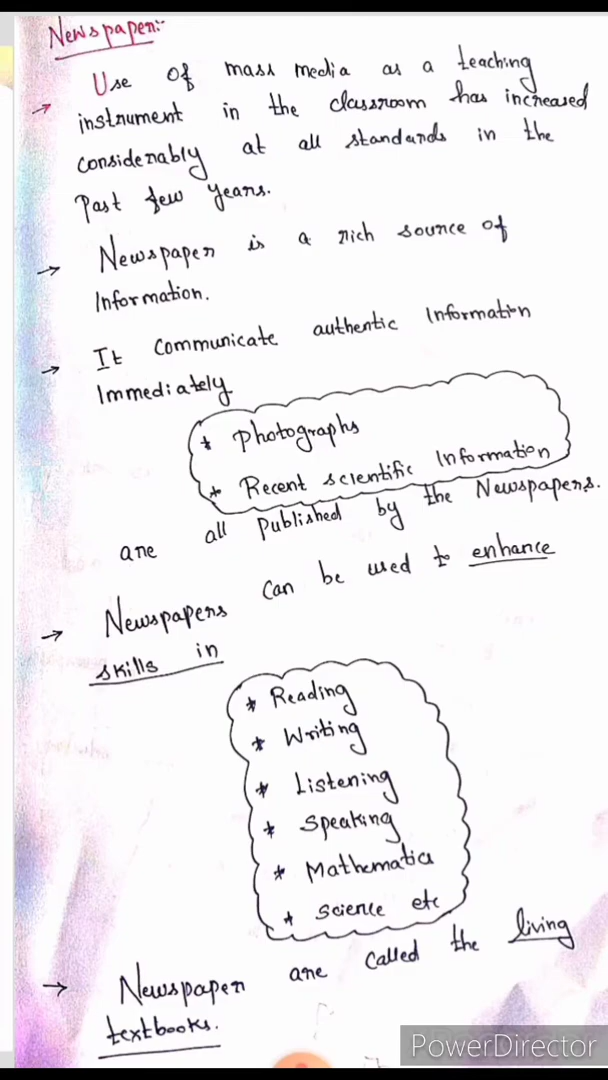 Newspaper:-
→ Use of mass media as a teaching
instrument in the classroom has increased
considerably at all standards in the
Past few years.
→ Newspaper is a rich source of
Information.
→ It communicate authentic Information
Immediately
* Photographs
* Recent scientific Information
are all published by the Newspapers.
→ Newspapers can be used to enhance
skills in
* Reading
* Writing
* Listening
* Speaking
* Mathematics
* Science etc
→ Newspaper are called the living
textbooks.
PowerDirector